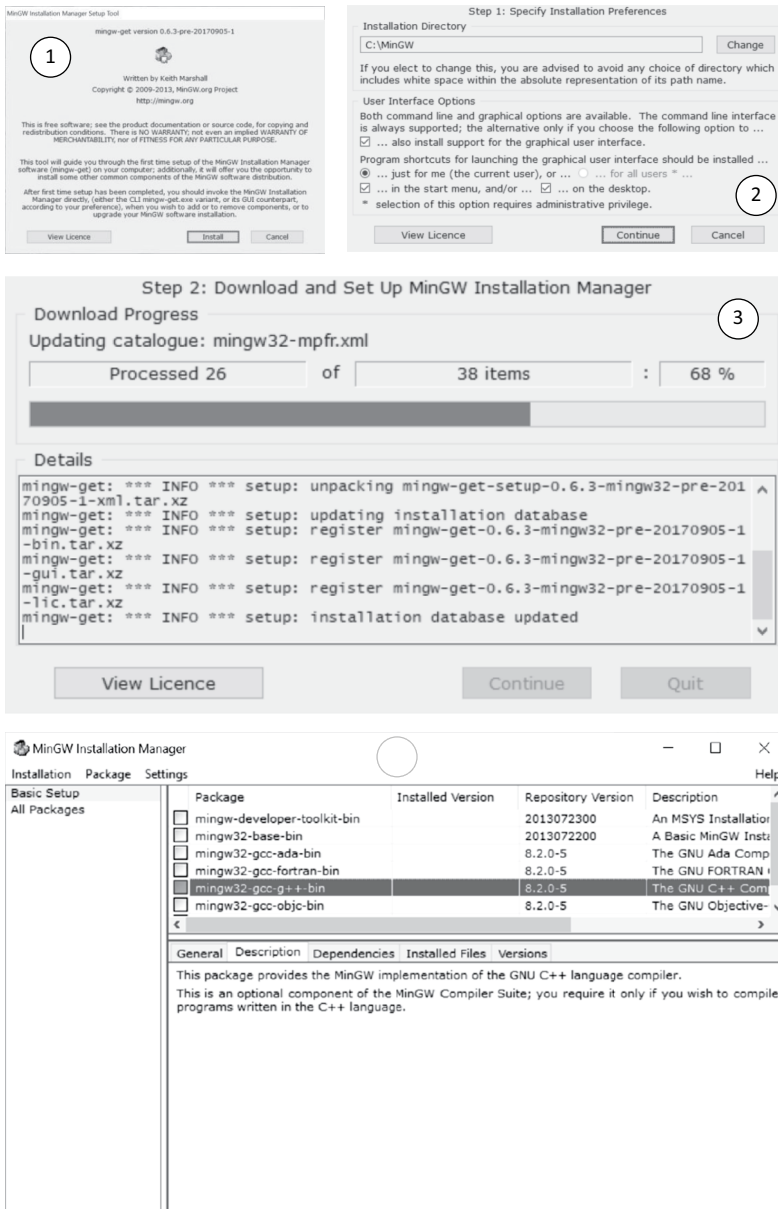 MinGW Installation Manager Setup Tool
mingw-get version 0.6.3-pre-20170905-1
1
Written by Keith Marshall
Copyright © 2009-2013, MinGW.org Project
http://mingw.org
This is free software; see the product documentation or source code, for copying and
redistribution conditions. There is NO WARRANTY; not even an implied WARRANTY OF
MERCHANTABILITY, nor of FITNESS FOR ANY PARTICULAR PURPOSE.
This tool will guide you through the first time setup of the MinGW Installation Manager
software (mingw-get) on your computer; additionally, it will offer you the opportunity to
install some other common components of the MinGW software distribution.
After first time setup has been completed, you should invoke the MinGW Installation
Manager directly, (either the CLI mingw-get.exe variant, or its GUI counterpart,
according to your preference), when you wish to add or to remove components, or to
upgrade your MinGW software installation.
View Licence Install Cancel
Step 1: Specify Installation Preferences
Installation Directory
C:\MinGW Change
If you elect to change this, you are advised to avoid any choice of directory which
includes white space within the absolute representation of its path name.
User Interface Options
Both command line and graphical options are available. The command line interface
is always supported; the alternative only if you choose the following option to ...
... also install support for the graphical user interface.
Program shortcuts for launching the graphical user interface should be installed ...
... just for me (the current user), or ... ... for all users * ...
... in the start menu, and/or ... ... on the desktop.
* selection of this option requires administrative privilege.
2
View Licence Continue Cancel
Step 2: Download and Set Up MinGW Installation Manager
Download Progress
3
Updating catalogue: mingw32-mpfr.xml
Processed 26 of 38 items : 68 %
Details
mingw-get: *** INFO *** setup: unpacking mingw-get-setup-0.6.3-mingw32-pre-201
70905-1-xml.tar.xz
mingw-get: *** INFO *** setup: updating installation database
mingw-get: *** INFO *** setup: register mingw-get-0.6.3-mingw32-pre-20170905-1
-bin.tar.xz
mingw-get: *** INFO *** setup: register mingw-get-0.6.3-mingw32-pre-20170905-1
-gui.tar.xz
mingw-get: *** INFO *** setup: register mingw-get-0.6.3-mingw32-pre-20170905-1
-lic.tar.xz
mingw-get: *** INFO *** setup: installation database updated
View Licence Continue Quit
MinGW Installation Manager
Installation Package Settings Help
Basic Setup
All Packages
Package Installed Version Repository Version Description
mingw-developer-toolkit-bin 2013072300 An MSYS Installation
mingw32-base-bin 2013072200 A Basic MinGW Insta
mingw32-gcc-ada-bin 8.2.0-5 The GNU Ada Comp
mingw32-gcc-fortran-bin 8.2.0-5 The GNU FORTRAN
mingw32-gcc-g++-bin 8.2.0-5 The GNU C++ Com
mingw32-gcc-objc-bin 8.2.0-5 The GNU Objective-
General Description Dependencies Installed Files Versions
This package provides the MinGW implementation of the GNU C++ language compiler.
This is an optional component of the MinGW Compiler Suite; you require it only if you wish to compile
programs written in the C++ language.